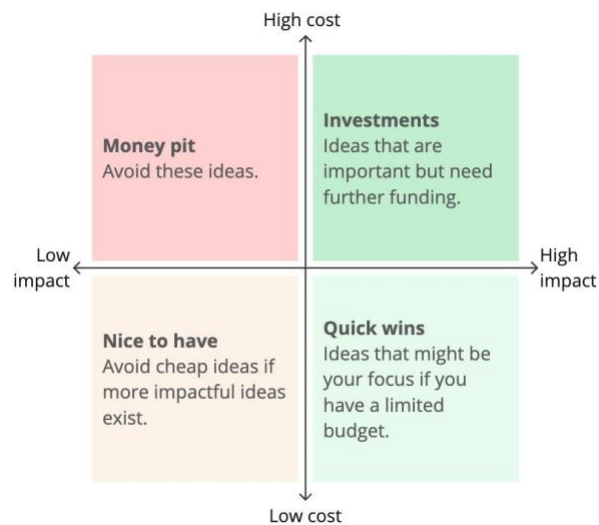 High cost
Money pit
Avoid these ideas.
Investments
Ideas that are
important but need
further funding.
Low
impact
High
impact
Nice to have
Avoid cheap ideas if
more impactful ideas
exist.
Quick wins
Ideas that might be
your focus if you
have a limited
budget.
Low cost